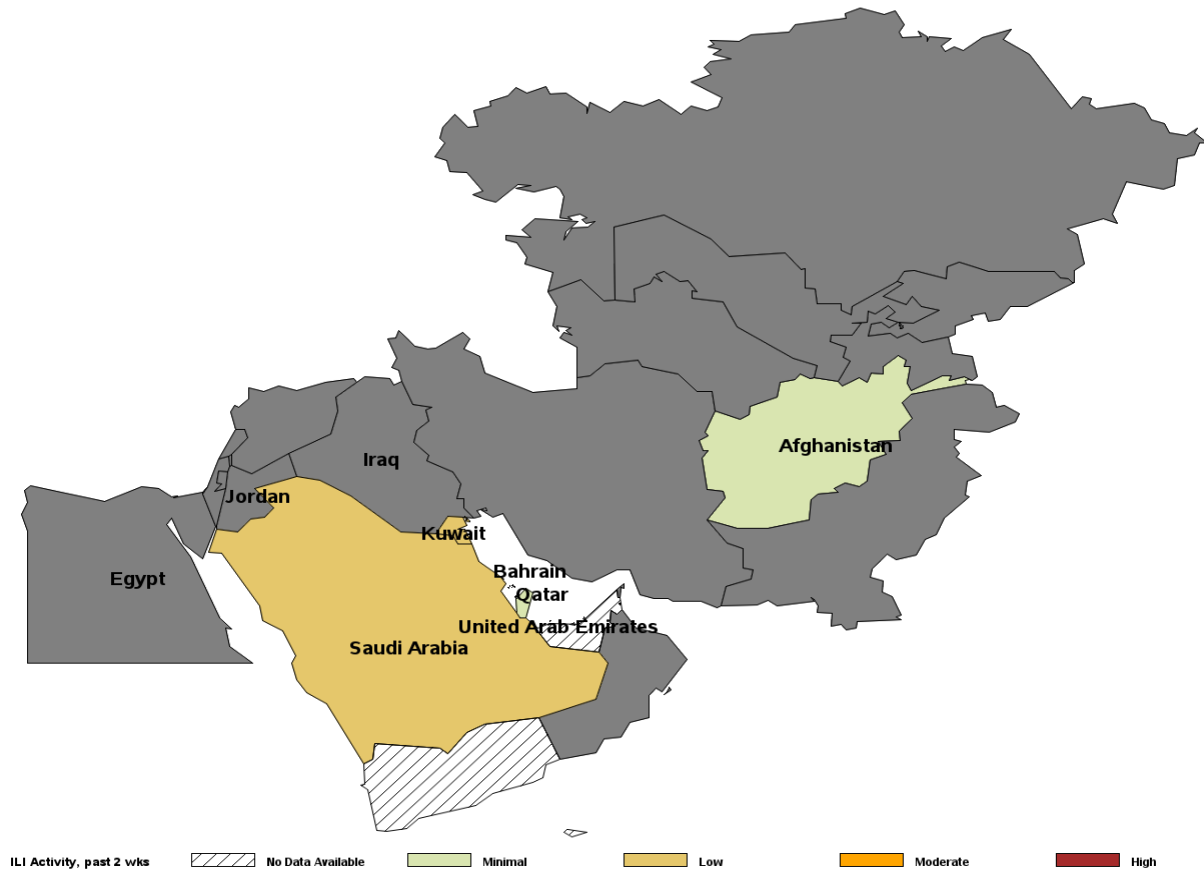 Afghanistan
Iraq
Jordan
Kuwait
Bahrain
Egypt
Qatar
United Arab Emirates
Saudi Arabia
ILI Activity, past 2 wks No Data Available Minimal Low Moderate High